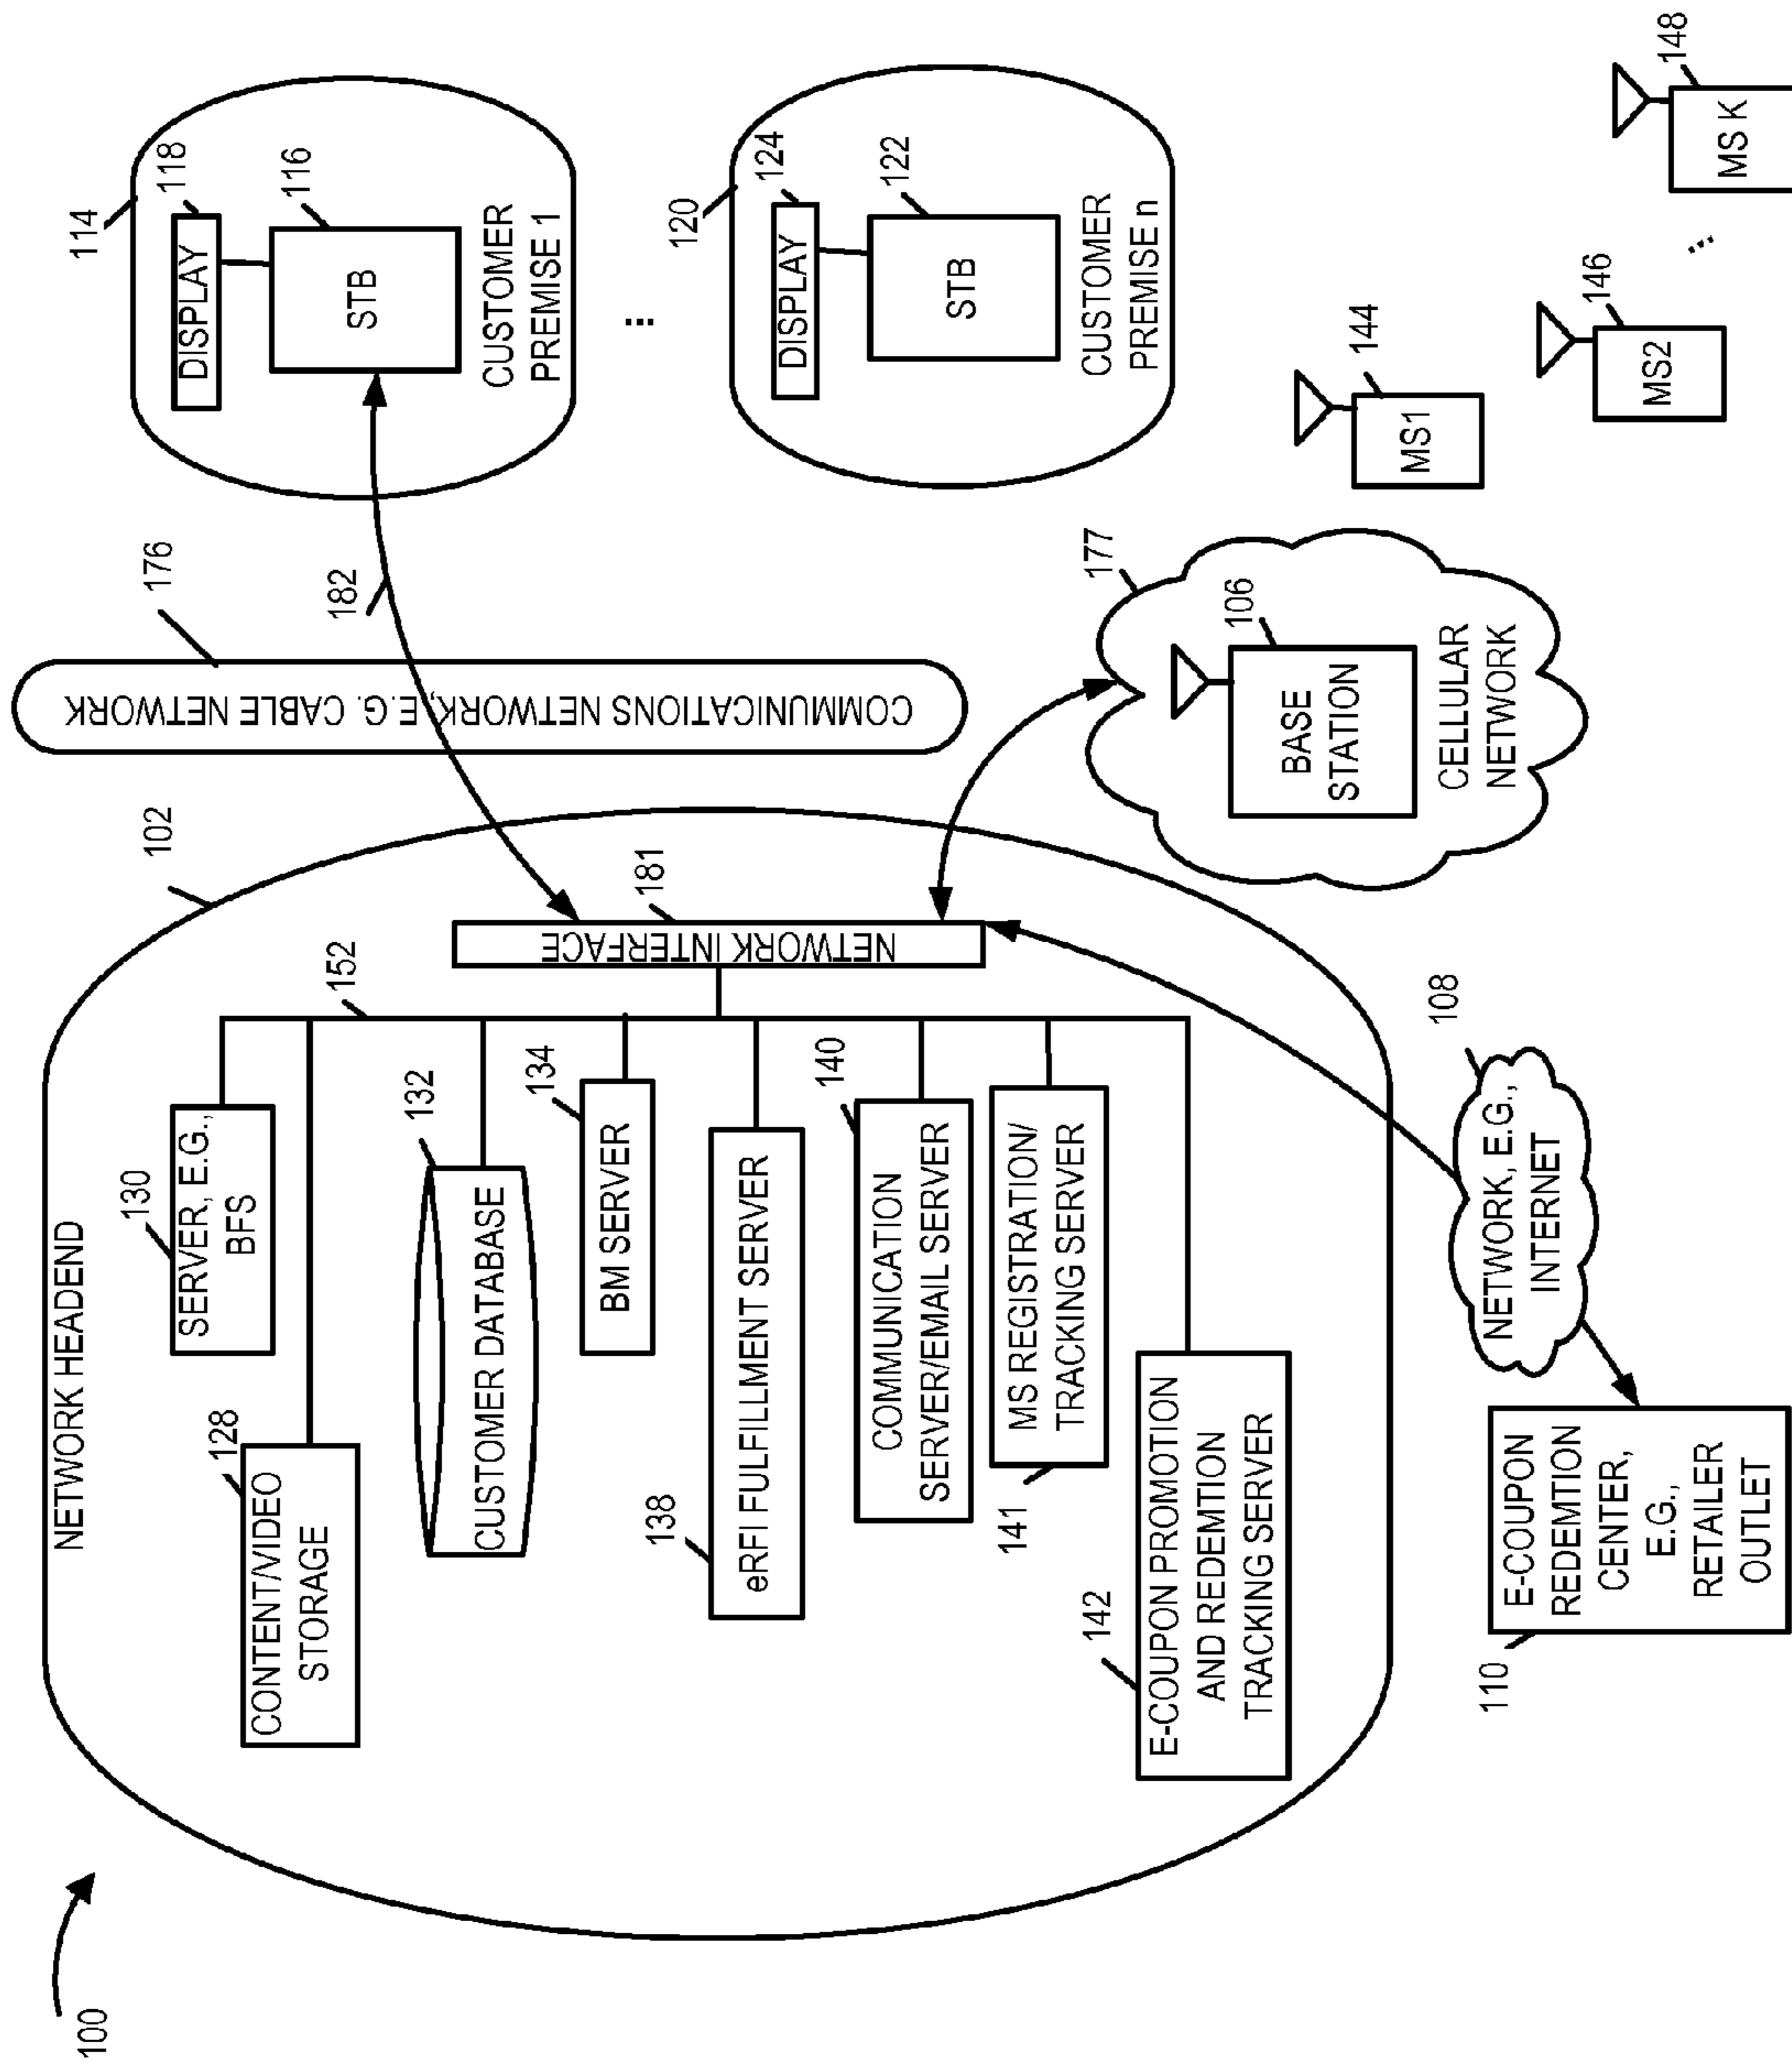 100
NETWORK HEADEND
102
128
CONTENT/VIDEO
STORAGE
130
SERVER, E.G.,
BFS
152
132
CUSTOMER DATABASE
134
BM SERVER
138
eRFI FULFILLMENT SERVER
140
COMMUNICATION
SERVER/EMAIL SERVER
141
MS REGISTRATION/
TRACKING SERVER
142
E-COUPON PROMOTION
AND REDEMTION
TRACKING SERVER
181
NETWORK INTERFACE
176
COMMUNICATIONS NETWORK, E.G. CABLE NETWORK
182
114
118
DISPLAY
116
STB
CUSTOMER
PREMISE 1
...
120
124
DISPLAY
122
STB
CUSTOMER
PREMISE n
177
106
BASE
STATION
CELLULAR
NETWORK
108
NETWORK, E.G.,
INTERNET
110
E-COUPON
REDEMTION
CENTER,
E.G.,
RETAILER
OUTLET
144
MS1
146
MS2
...
148
MS K